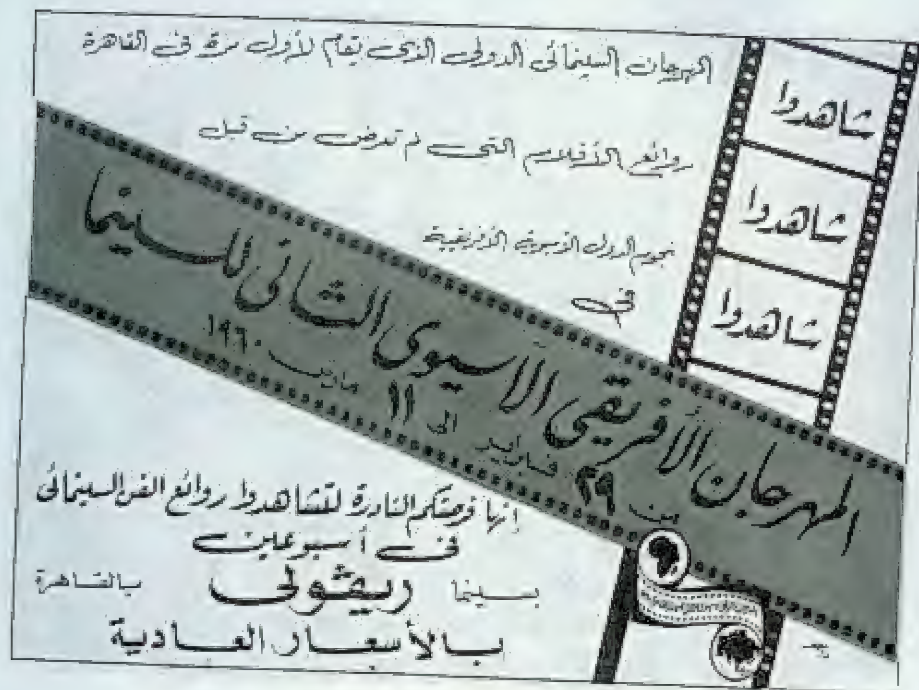 المهرجان السينمائى الدولى الذى يقام لأول مرة فى القاهرة
روائع الأفلام التى لم تعرض من قبل
نجوم الدول الآسيوية الأفريقية
فى
شاهدوا
شاهدوا
شاهدوا
المهرجان الأفريقى الآسيوى الثانى للسينما
من ٢٩ فبراير الى ١١ مارس ١٩٦٠
إنها فرصتكم النادرة لتشاهدوا روائع الفن السينمائى
فى أسبوعين
بسينما ريڤولى بالقاهرة
بالأسعار العادية